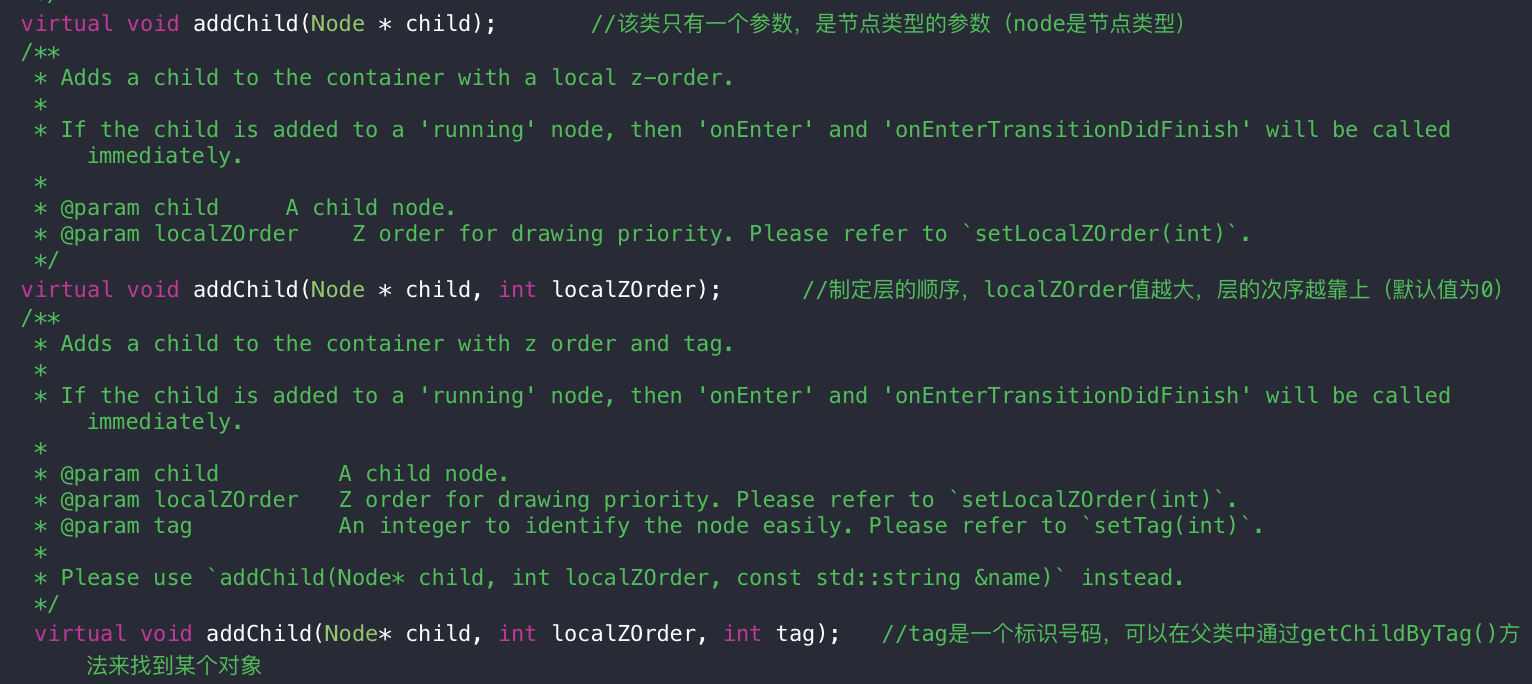 virtual void addChild(Node * child);       //该类只有一个参数，是节点类型的参数（node是节点类型）
/**
 * Adds a child to the container with a local z-order.
 *
 * If the child is added to a 'running' node, then 'onEnter' and 'onEnterTransitionDidFinish' will be called
     immediately.
 *
 * @param child     A child node.
 * @param localZOrder    Z order for drawing priority. Please refer to `setLocalZOrder(int)`.
 */
virtual void addChild(Node * child, int localZOrder);      //制定层的顺序，localZOrder值越大，层的次序越靠上（默认值为0）
/**
 * Adds a child to the container with z order and tag.
 *
 * If the child is added to a 'running' node, then 'onEnter' and 'onEnterTransitionDidFinish' will be called
     immediately.
 *
 * @param child         A child node.
 * @param localZOrder   Z order for drawing priority. Please refer to `setLocalZOrder(int)`.
 * @param tag           An integer to identify the node easily. Please refer to `setTag(int)`.
 *
 * Please use `addChild(Node* child, int localZOrder, const std::string &name)` instead.
 */
 virtual void addChild(Node* child, int localZOrder, int tag);   //tag是一个标识号码，可以在父类中通过getChildByTag()方
     法来找到某个对象